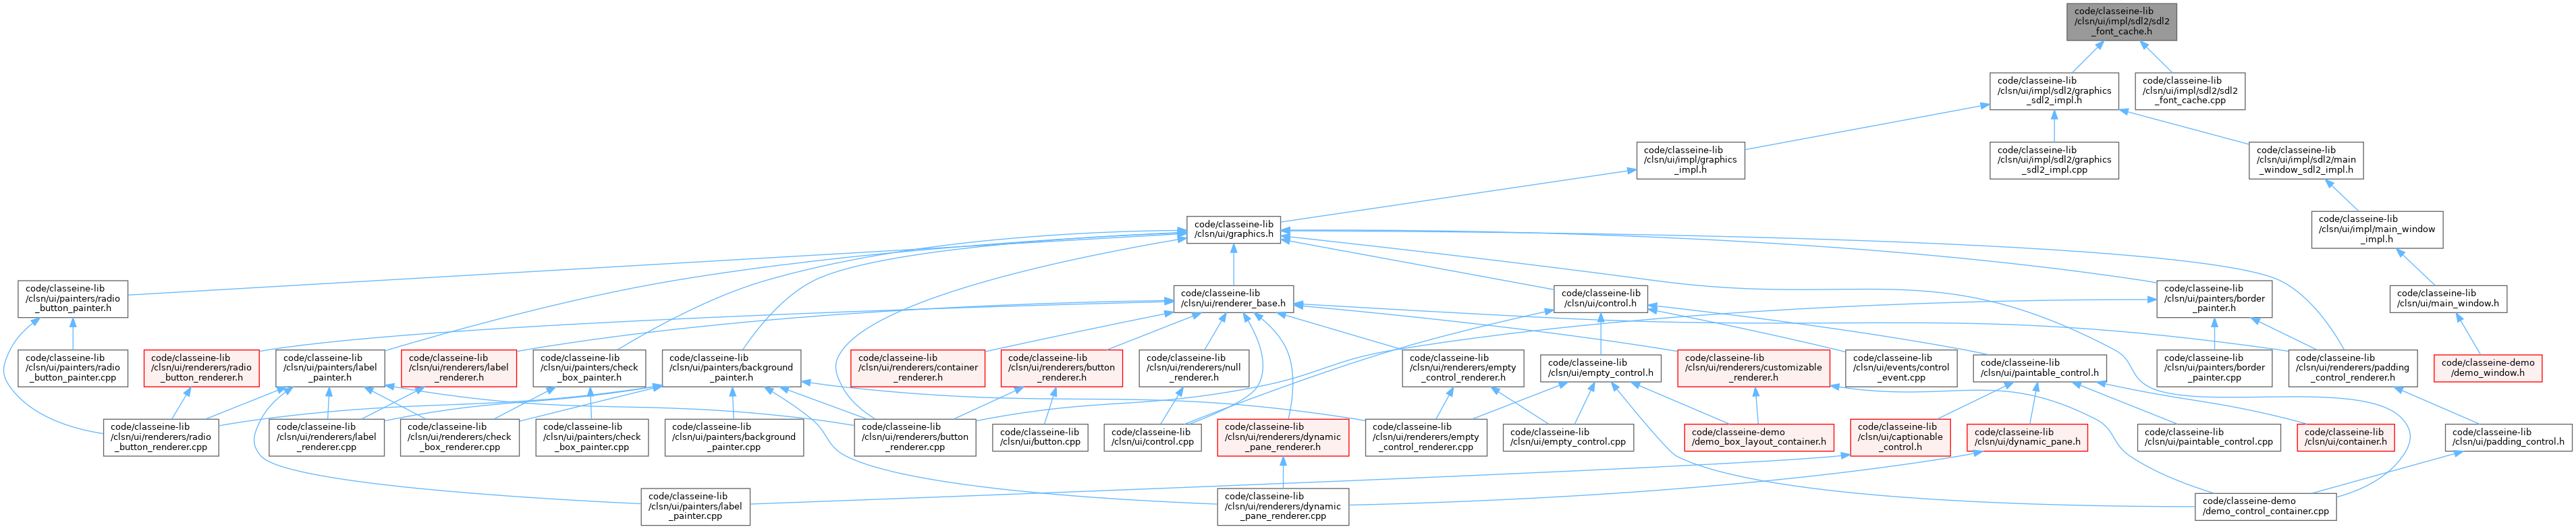 code/classeine-lib
/clsn/ui/impl/sdl2/sdl2
_font_cache.h
code/classeine-lib
/clsn/ui/impl/sdl2/graphics
_sdl2_impl.h
code/classeine-lib
/clsn/ui/impl/sdl2/sdl2
_font_cache.cpp
code/classeine-lib
/clsn/ui/impl/graphics
_impl.h
code/classeine-lib
/clsn/ui/impl/sdl2/graphics
_sdl2_impl.cpp
code/classeine-lib
/clsn/ui/impl/sdl2/main
_window_sdl2_impl.h
code/classeine-lib
/clsn/ui/graphics.h
code/classeine-lib
/clsn/ui/impl/main_window
_impl.h
code/classeine-lib
/clsn/ui/painters/radio
_button_painter.h
code/classeine-lib
/clsn/ui/renderer_base.h
code/classeine-lib
/clsn/ui/control.h
code/classeine-lib
/clsn/ui/painters/border
_painter.h
code/classeine-lib
/clsn/ui/main_window.h
code/classeine-lib
/clsn/ui/painters/radio
_button_painter.cpp
code/classeine-lib
/clsn/ui/renderers/radio
_button_renderer.h
code/classeine-lib
/clsn/ui/painters/label
_painter.h
code/classeine-lib
/clsn/ui/renderers/label
_renderer.h
code/classeine-lib
/clsn/ui/painters/check
_box_painter.h
code/classeine-lib
/clsn/ui/painters/background
_painter.h
code/classeine-lib
/clsn/ui/renderers/container
_renderer.h
code/classeine-lib
/clsn/ui/renderers/button
_renderer.h
code/classeine-lib
/clsn/ui/renderers/null
_renderer.h
code/classeine-lib
/clsn/ui/renderers/empty
_control_renderer.h
code/classeine-lib
/clsn/ui/empty_control.h
code/classeine-lib
/clsn/ui/renderers/customizable
_renderer.h
code/classeine-lib
/clsn/ui/events/control
_event.cpp
code/classeine-lib
/clsn/ui/paintable_control.h
code/classeine-lib
/clsn/ui/painters/border
_painter.cpp
code/classeine-lib
/clsn/ui/renderers/padding
_control_renderer.h
code/classeine-demo
/demo_window.h
code/classeine-lib
/clsn/ui/renderers/radio
_button_renderer.cpp
code/classeine-lib
/clsn/ui/renderers/label
_renderer.cpp
code/classeine-lib
/clsn/ui/renderers/check
_box_renderer.cpp
code/classeine-lib
/clsn/ui/painters/check
_box_painter.cpp
code/classeine-lib
/clsn/ui/painters/background
_painter.cpp
code/classeine-lib
/clsn/ui/renderers/button
_renderer.cpp
code/classeine-lib
/clsn/ui/button.cpp
code/classeine-lib
/clsn/ui/control.cpp
code/classeine-lib
/clsn/ui/renderers/dynamic
_pane_renderer.h
code/classeine-lib
/clsn/ui/renderers/empty
_control_renderer.cpp
code/classeine-lib
/clsn/ui/empty_control.cpp
code/classeine-demo
/demo_box_layout_container.h
code/classeine-lib
/clsn/ui/captionable
_control.h
code/classeine-lib
/clsn/ui/dynamic_pane.h
code/classeine-lib
/clsn/ui/paintable_control.cpp
code/classeine-lib
/clsn/ui/container.h
code/classeine-lib
/clsn/ui/padding_control.h
code/classeine-lib
/clsn/ui/painters/label
_painter.cpp
code/classeine-lib
/clsn/ui/renderers/dynamic
_pane_renderer.cpp
code/classeine-demo
/demo_control_container.cpp